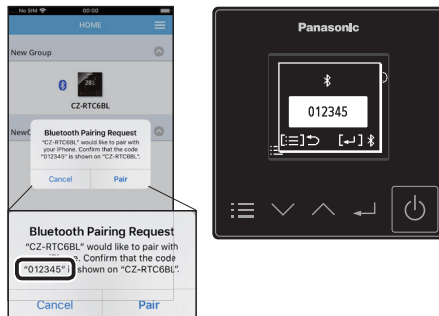 No SIM 00:00
HOME
New Group
28
CZ-RTC6BL
New
Bluetooth Pairing Request
"CZ-RTC6BL" would like to pair with
your iPhone. Confirm that the code
"012345" is shown on "CZ-RTC6BL".
Cancel Pair
Bluetooth Pairing Request
"CZ-RTC6BL" would like to pair with
iPhone. Confirm that the code
"012345" is shown on "CZ-RTC6BL".
Cancel Pair
Panasonic
012345